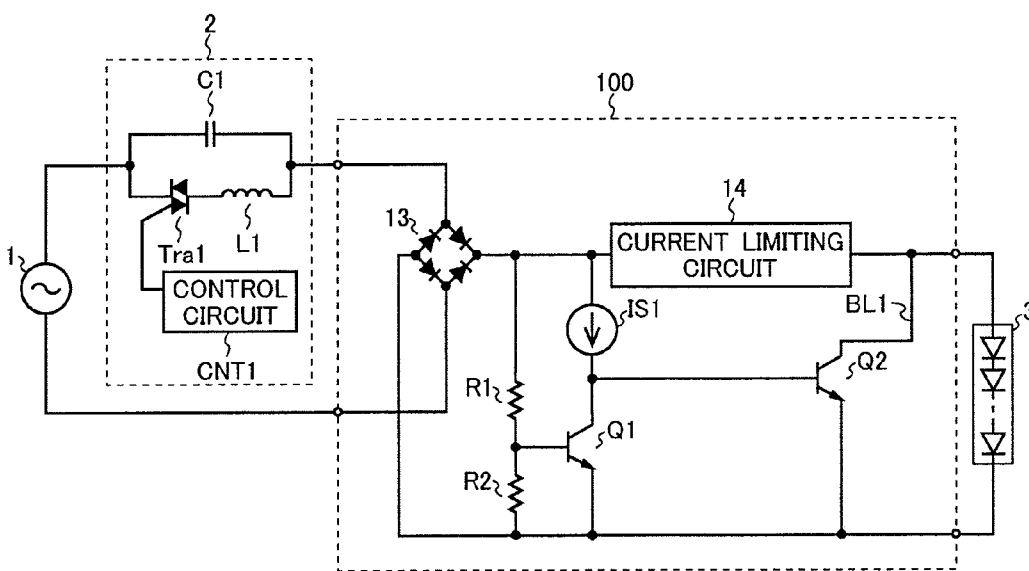 2
C1
100
14
13
CURRENT LIMITING
CIRCUIT
L1
Tra1
1
IS1
BL1
3
CONTROL
CIRCUIT
CNT1
R1
Q1
Q2
R2